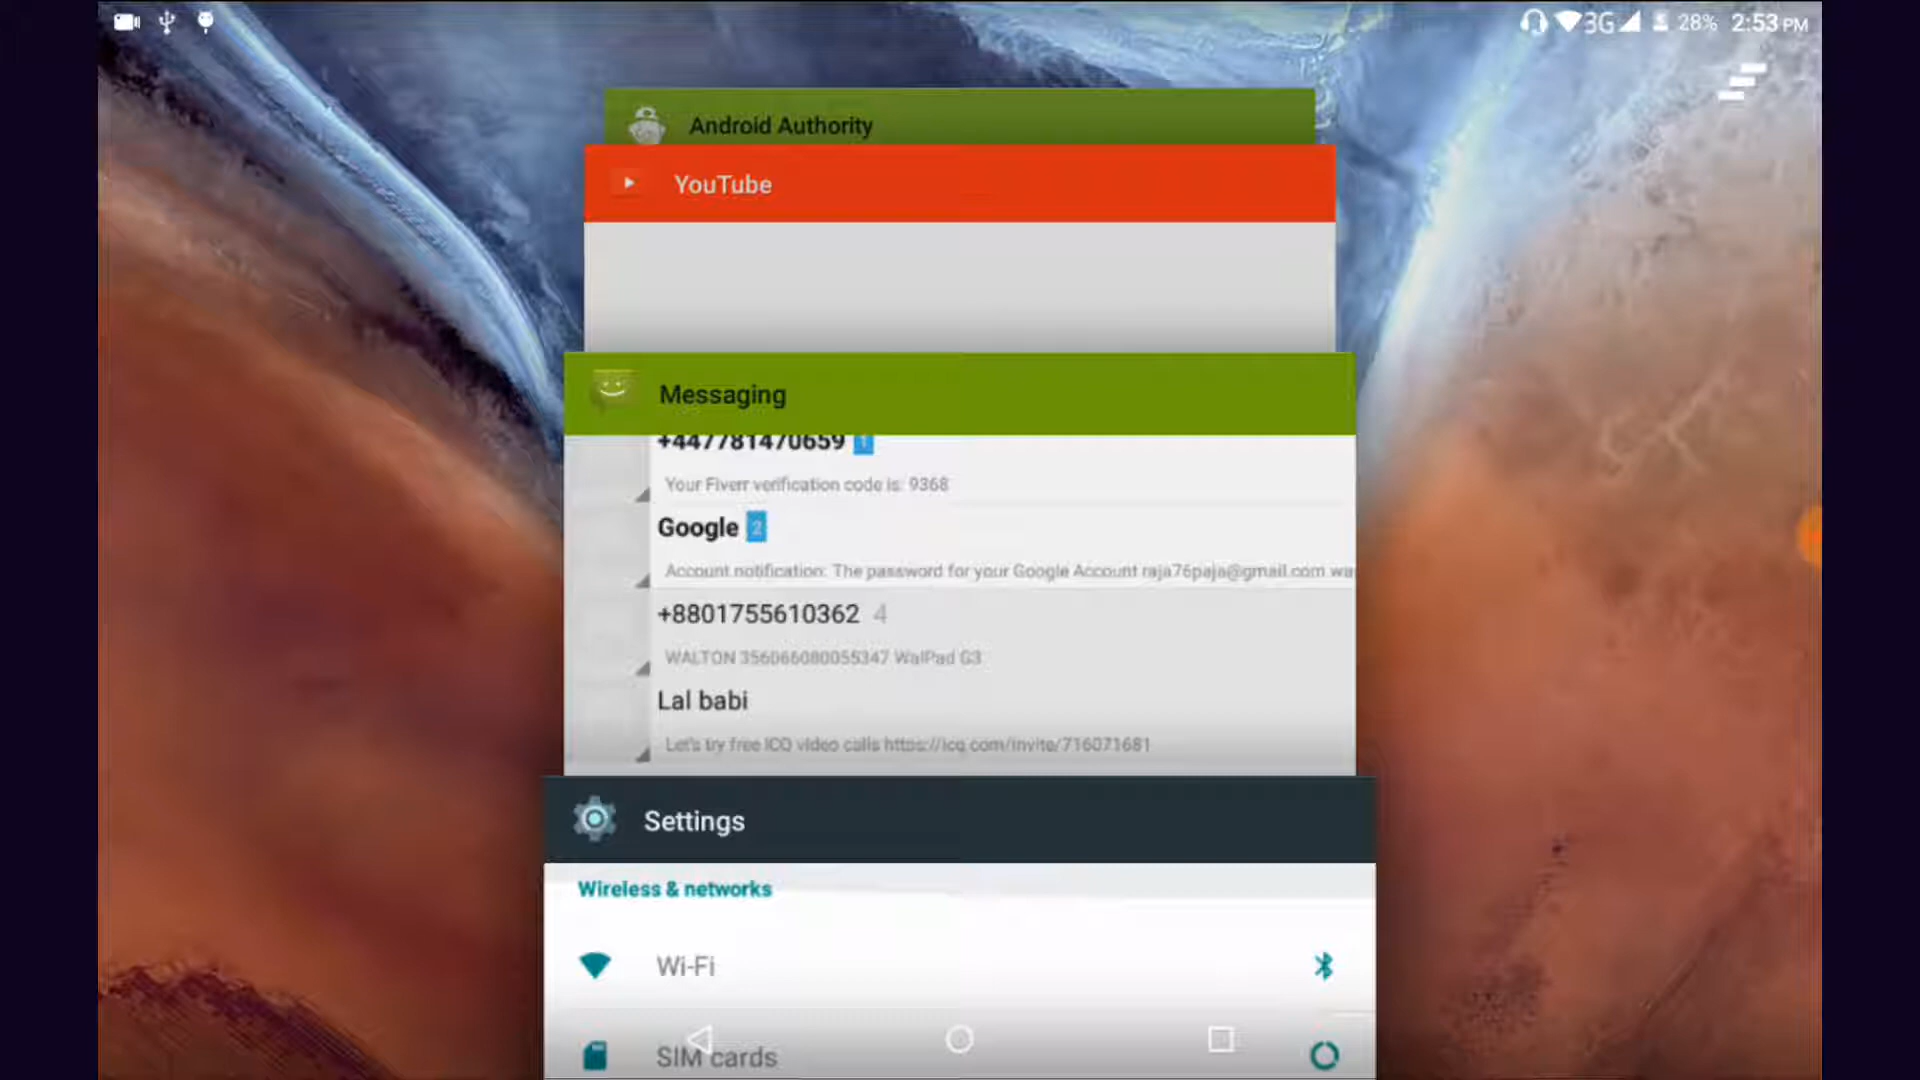 3G 28% 2:53 PM
Android Authority
YouTube
Messaging
+447781470659 1
Your Fiverr verification code is: 9368
Google 2
Account notification: The password for your Google Account raja76paja@gmail.com wa
+8801755610362 4
WALTON 356066080055347 WalPad G3
Lal babi
Let's try free ICQ video calls https://icq.com/invite/716071681
Settings
Wireless & networks
Wi-Fi
SIM cards